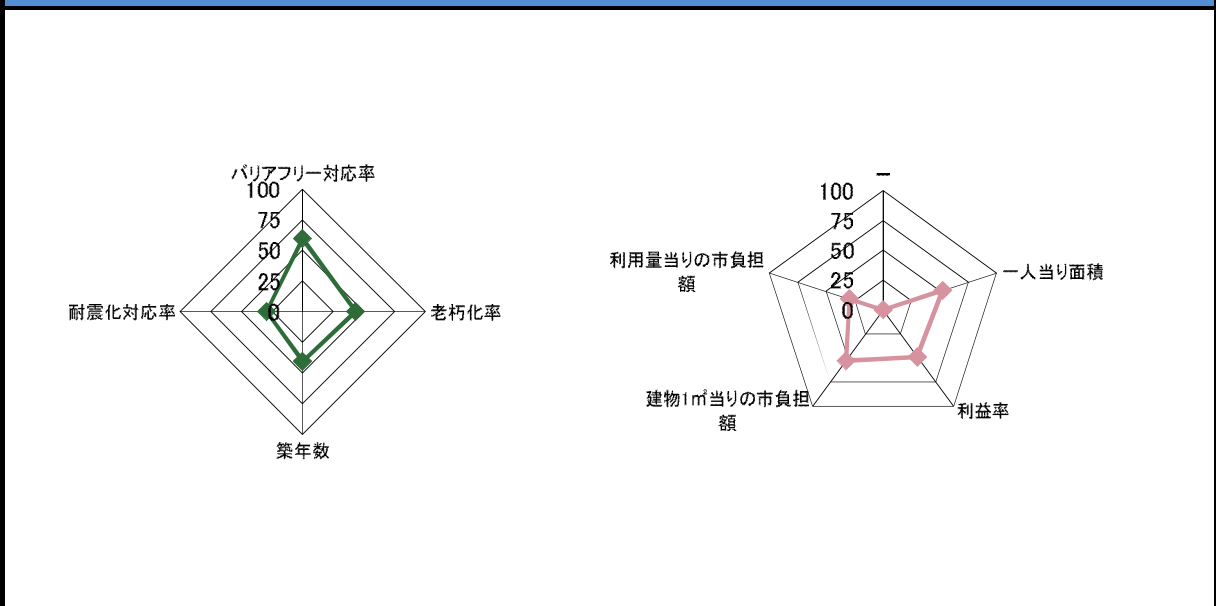 バリアフリー対応率
100
75
50
25
0
耐震化対応率
老朽化率
築年数
ー
100
75
50
25
0
利用量当りの市負担
額
一人当り面積
建物1㎡当りの市負担
額
利益率